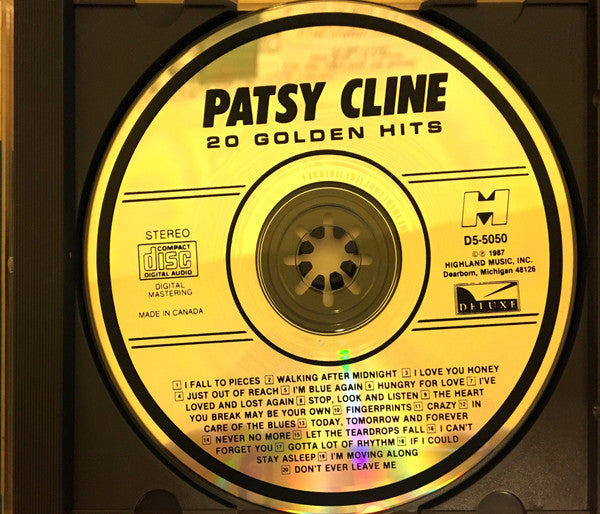 PATSY CLINE
20 GOLDEN HITS
STEREO
COMPACT
disc
DIGITAL AUDIO
DIGITAL
MASTERING
MADE IN CANADA
H
D5-5050
© ℗ 1987
HIGHLAND MUSIC, INC.
Dearborn, Michigan 48126
DELUXE
1 I FALL TO PIECES 2 WALKING AFTER MIDNIGHT 3 I LOVE YOU HONEY
4 JUST OUT OF REACH 5 I'M BLUE AGAIN 6 HUNGRY FOR LOVE 7 I'VE
LOVED AND LOST AGAIN 8 STOP, LOOK AND LISTEN 9 THE HEART
YOU BREAK MAY BE YOUR OWN 10 FINGERPRINTS 11 CRAZY 12 IN
CARE OF THE BLUES 13 TODAY, TOMORROW AND FOREVER
14 NEVER NO MORE 15 LET THE TEARDROPS FALL 16 I CAN'T
FORGET YOU 17 GOTTA LOT OF RHYTHM 18 IF I COULD
STAY ASLEEP 19 I'M MOVING ALONG
20 DON'T EVER LEAVE ME